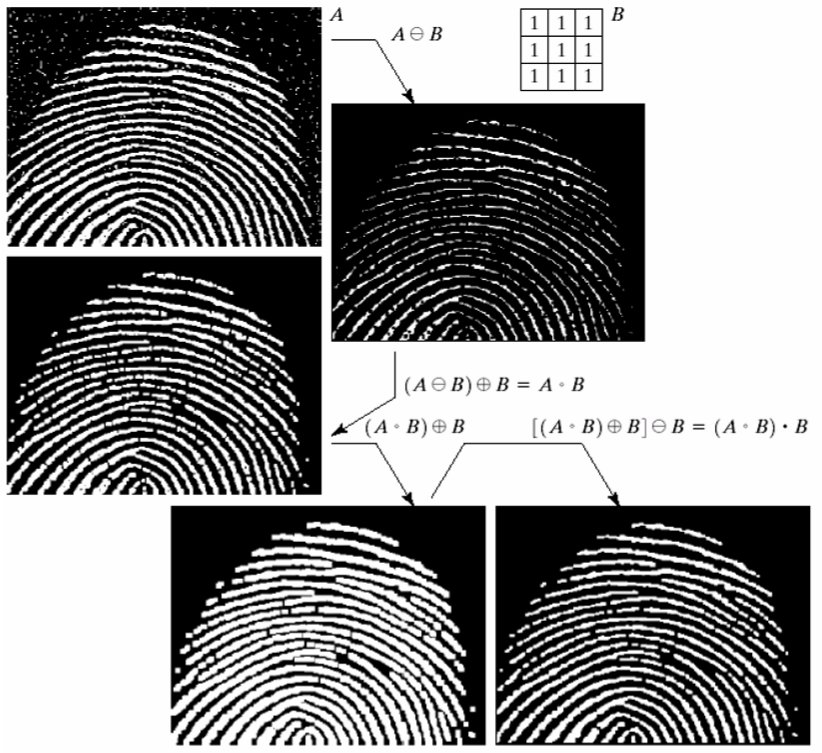 A
A ⊖ B
1 1 1
1 1 1
1 1 1
B
(A ⊖ B) ⊕ B = A ∘ B
(A ∘ B) ⊕ B
[(A ∘ B) ⊕ B] ⊖ B = (A ∘ B) • B